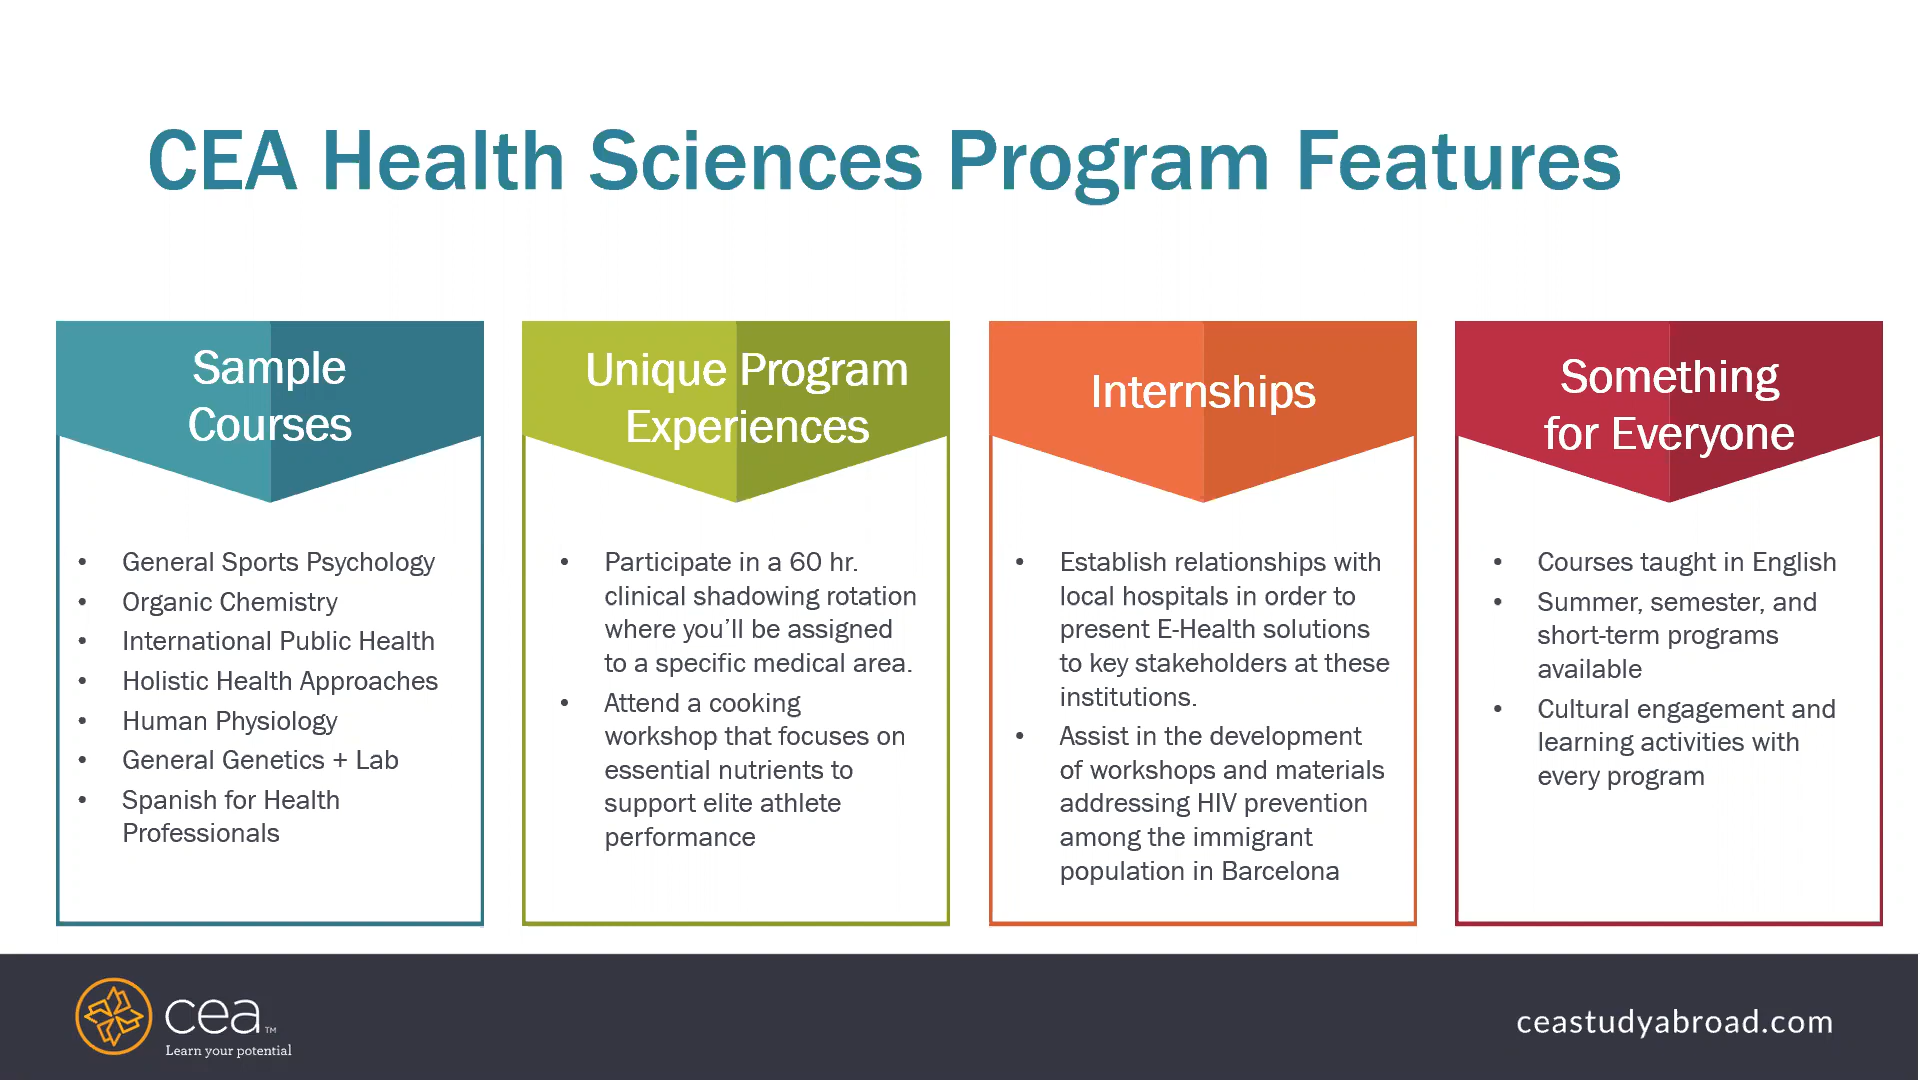 CEA Health Sciences Program Features
Sample
Courses
• General Sports Psychology
• Organic Chemistry
• International Public Health
• Holistic Health Approaches
• Human Physiology
• General Genetics + Lab
• Spanish for Health
Professionals
Unique Program
Experiences
• Participate in a 60 hr.
clinical shadowing rotation
where you’ll be assigned
to a specific medical area.
• Attend a cooking
workshop that focuses on
essential nutrients to
support elite athlete
performance
Internships
• Establish relationships with
local hospitals in order to
present E-Health solutions
to key stakeholders at these
institutions.
• Assist in the development
of workshops and materials
addressing HIV prevention
among the immigrant
population in Barcelona
Something
for Everyone
• Courses taught in English
• Summer, semester, and
short-term programs
available
• Cultural engagement and
learning activities with
every program
cea™
Learn your potential
ceastudyabroad.com